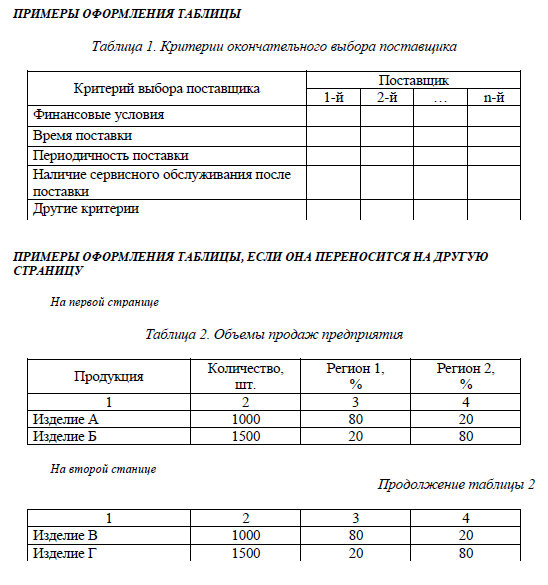 ПРИМЕРЫ ОФОРМЛЕНИЯ ТАБЛИЦЫ
Таблица 1. Критерии окончательного выбора поставщика
Критерий выбора поставщика
Поставщик
1-й 2-й … n-й
Финансовые условия
Время поставки
Периодичность поставки
Наличие сервисного обслуживания после
поставки
Другие критерии
ПРИМЕРЫ ОФОРМЛЕНИЯ ТАБЛИЦЫ, ЕСЛИ ОНА ПЕРЕНОСИТСЯ НА ДРУГУЮ
СТРАНИЦУ
На первой странице
Таблица 2. Объемы продаж предприятия
Продукция Количество, Регион 1, Регион 2,
шт. % %
1 2 3 4
Изделие А 1000 80 20
Изделие Б 1500 20 80
На второй станице
Продолжение таблицы 2
1 2 3 4
Изделие В 1000 80 20
Изделие Г 1500 20 80